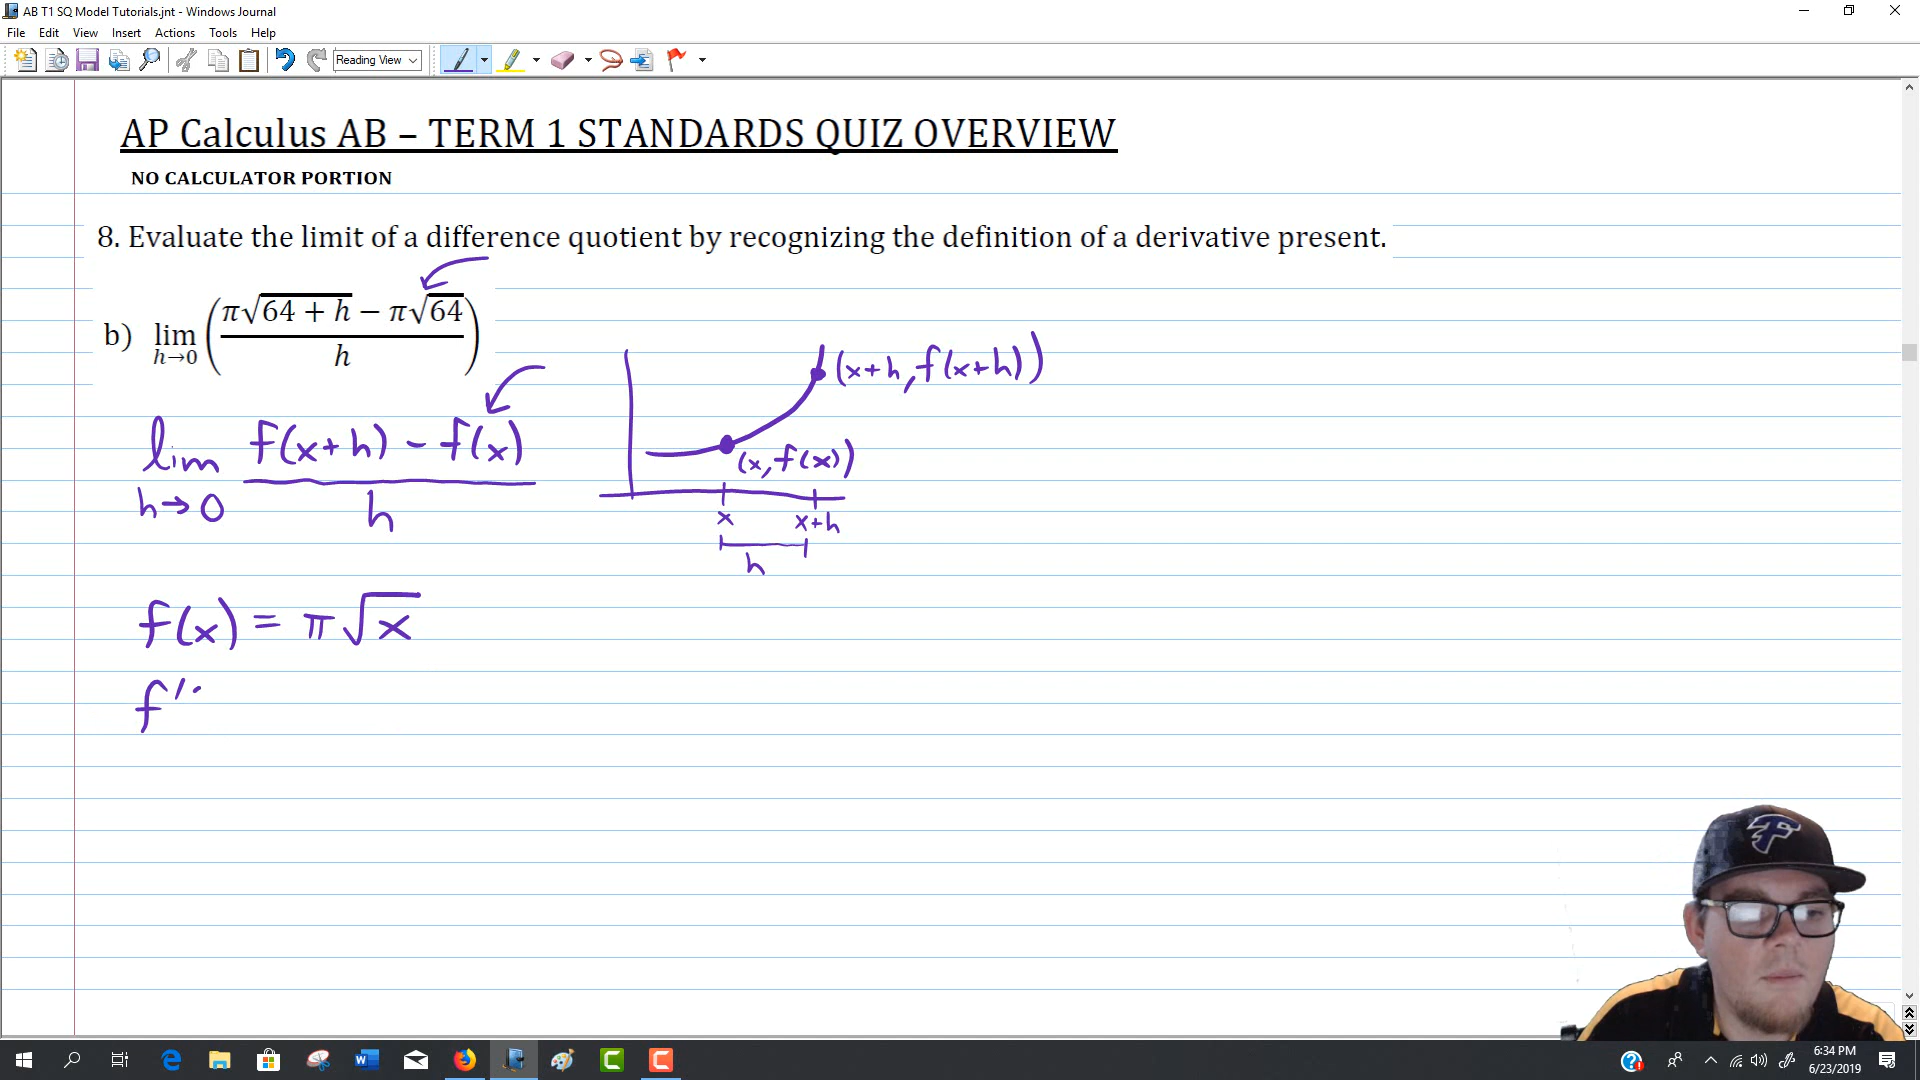 AB T1 SQ Model Tutorials.jnt - Windows Journal
File Edit View Insert Actions Tools Help
Reading View
AP Calculus AB – TERM 1 STANDARDS QUIZ OVERVIEW
NO CALCULATOR PORTION
8. Evaluate the limit of a difference quotient by recognizing the definition of a derivative present.
b) lim h→0 (π√64 + h − π√64 / h)
(x+h, f(x+h))
lim h→0 f(x+h) - f(x) / h
(x, f(x))
x x+h
h
f(x) = π√x
f'
6:34 PM
6/23/2019